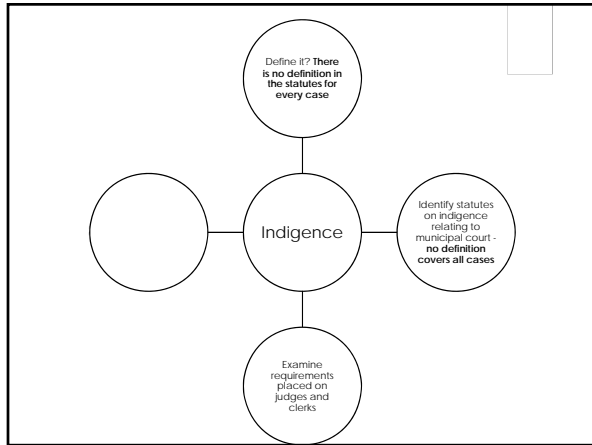 Define it? There
is no definition in
the statutes for
every case
Indigence
Identify statutes
on indigence
relating to
municipal court -
no definition
covers all cases
Examine
requirements
placed on
judges and
clerks